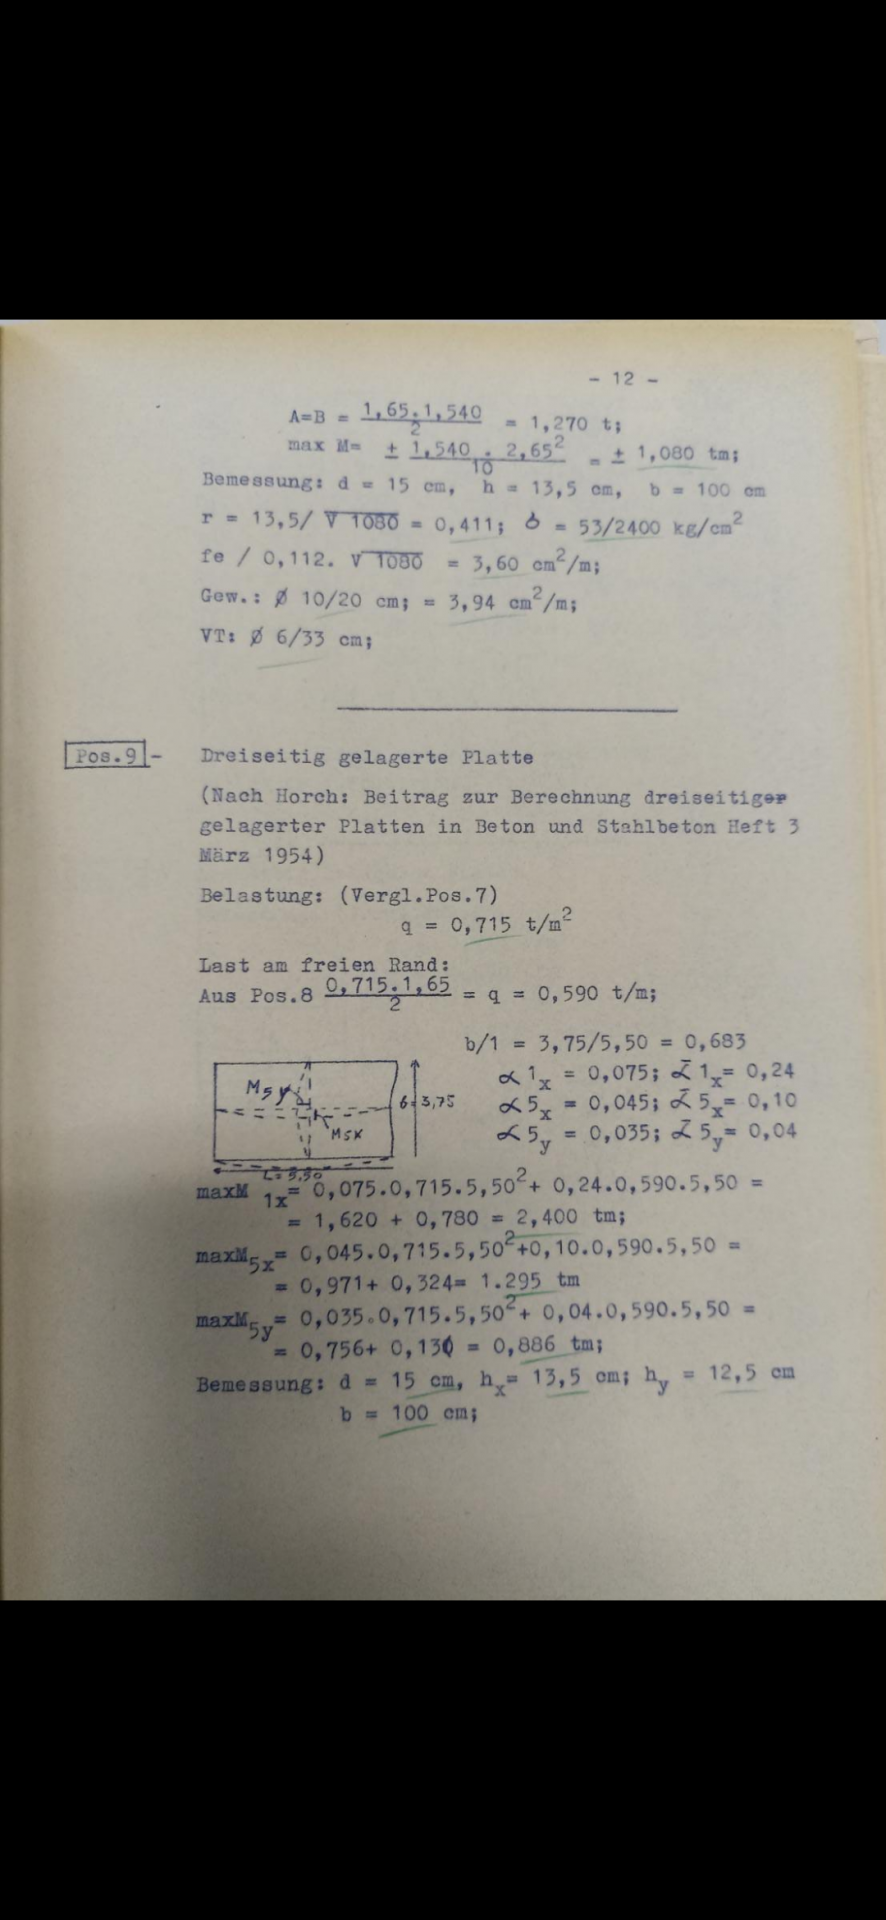 - 12 -
A=B = 1,65.1,540 / 2 = 1,270 t;
max M= ± 1,540 . 2,65² / 10 = ± 1,080 tm;
Bemessung: d = 15 cm, h = 13,5 cm, b = 100 cm
r = 13,5/ √1080 = 0,411; δ = 53/2400 kg/cm²
fe / 0,112. √1080 = 3,60 cm²/m;
Gew.: ∅ 10/20 cm; = 3,94 cm²/m;
VT: ∅ 6/33 cm;
Pos.9 - Dreiseitig gelagerte Platte
(Nach Horch: Beitrag zur Berechnung dreiseitiger
gelagerter Platten in Beton und Stahlbeton Heft 3
März 1954)
Belastung: (Vergl.Pos.7)
q = 0,715 t/m²
Last am freien Rand:
Aus Pos.8 0,715.1,65 / 2 = q = 0,590 t/m;
b/l = 3,75/5,50 = 0,683
α 1x = 0,075; ᾱ 1x= 0,24
M5y
6=3,75
α 5x = 0,045; ᾱ 5x= 0,10
M5x
α 5y = 0,035; ᾱ 5y= 0,04
L=5,50
maxM 1x= 0,075.0,715.5,50²+ 0,24.0,590.5,50 =
= 1,620 + 0,780 = 2,400 tm;
maxM5x= 0,045.0,715.5,50²+0,10.0,590.5,50 =
= 0,971+ 0,324= 1.295 tm
maxM5y= 0,035.0,715.5,50²+ 0,04.0,590.5,50 =
= 0,756+ 0,130 = 0,886 tm;
Bemessung: d = 15 cm, hx= 13,5 cm; hy = 12,5 cm
b = 100 cm;